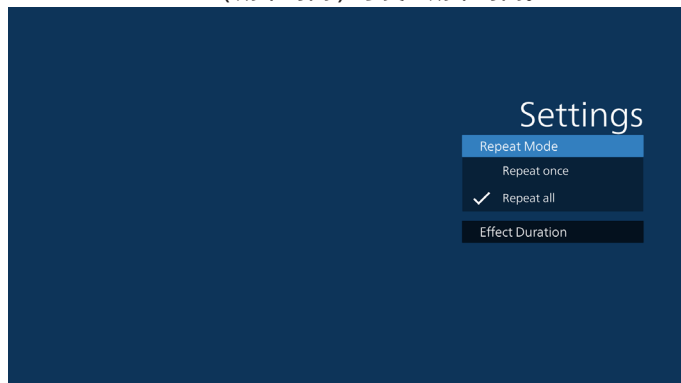 Settings
Repeat Mode
Repeat once
Repeat all
Effect Duration